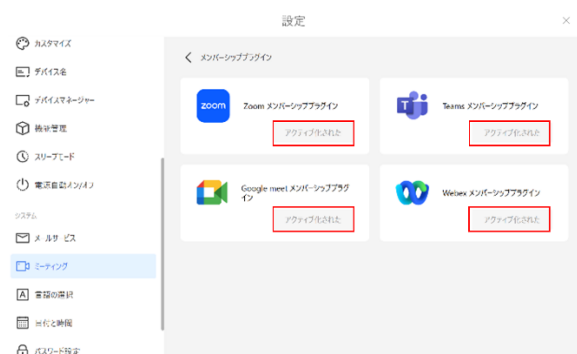 設定
カスタマイズ
デバイス名
デバイスマネージャー
機密管理
スリープモード
電源自動オン/オフ
システム
メールサービス
ミーティング
言語の選択
日付と時間
パスワード設定
メンバーシッププラグイン
zoom
Zoom メンバーシッププラグイン
アクティブ化された
Teams メンバーシッププラグイン
アクティブ化された
Google meet メンバーシッププラグ
イン
アクティブ化された
Webex メンバーシッププラグイン
アクティブ化された